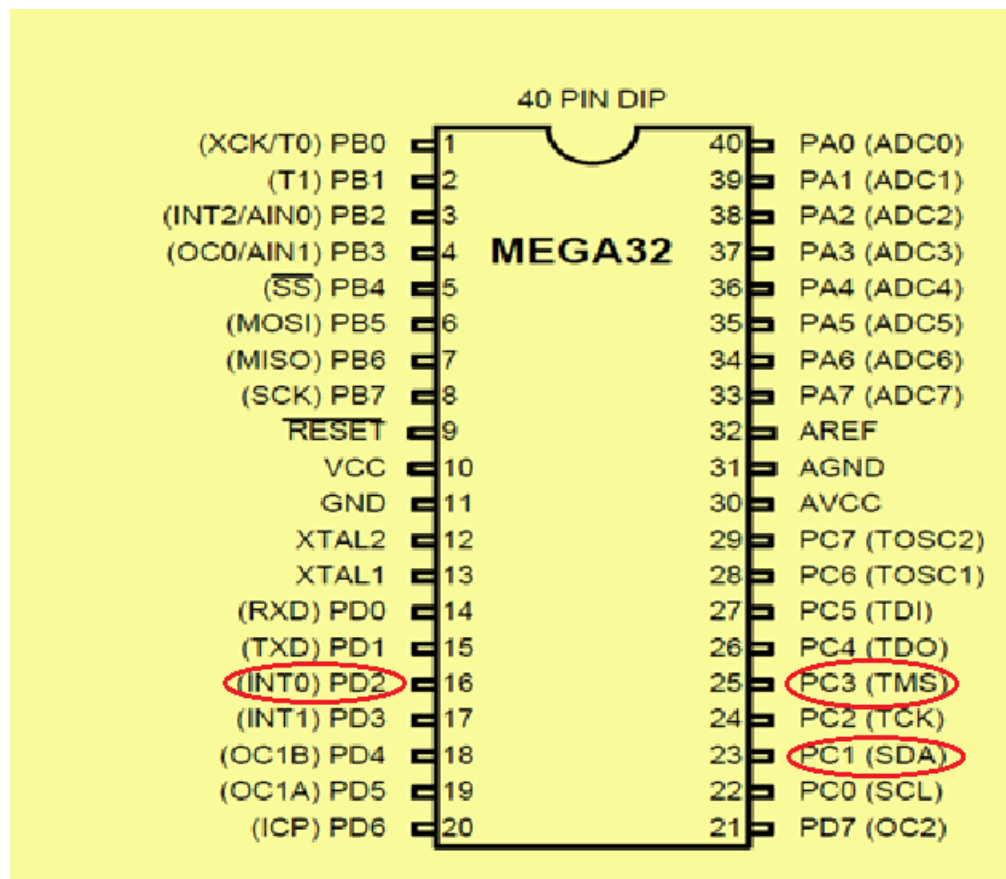 40 PIN DIP
(XCK/T0) PB0 1 40 PA0 (ADC0)
(T1) PB1 2 39 PA1 (ADC1)
(INT2/AIN0) PB2 3 38 PA2 (ADC2)
(OC0/AIN1) PB3 4 MEGA32 37 PA3 (ADC3)
(S̅S̅) PB4 5 36 PA4 (ADC4)
(MOSI) PB5 6 35 PA5 (ADC5)
(MISO) PB6 7 34 PA6 (ADC6)
(SCK) PB7 8 33 PA7 (ADC7)
R̅E̅S̅E̅T̅ 9 32 AREF
VCC 10 31 AGND
GND 11 30 AVCC
XTAL2 12 29 PC7 (TOSC2)
XTAL1 13 28 PC6 (TOSC1)
(RXD) PD0 14 27 PC5 (TDI)
(TXD) PD1 15 26 PC4 (TDO)
(INT0) PD2 16 25 PC3 (TMS)
(INT1) PD3 17 24 PC2 (TCK)
(OC1B) PD4 18 23 PC1 (SDA)
(OC1A) PD5 19 22 PC0 (SCL)
(ICP) PD6 20 21 PD7 (OC2)